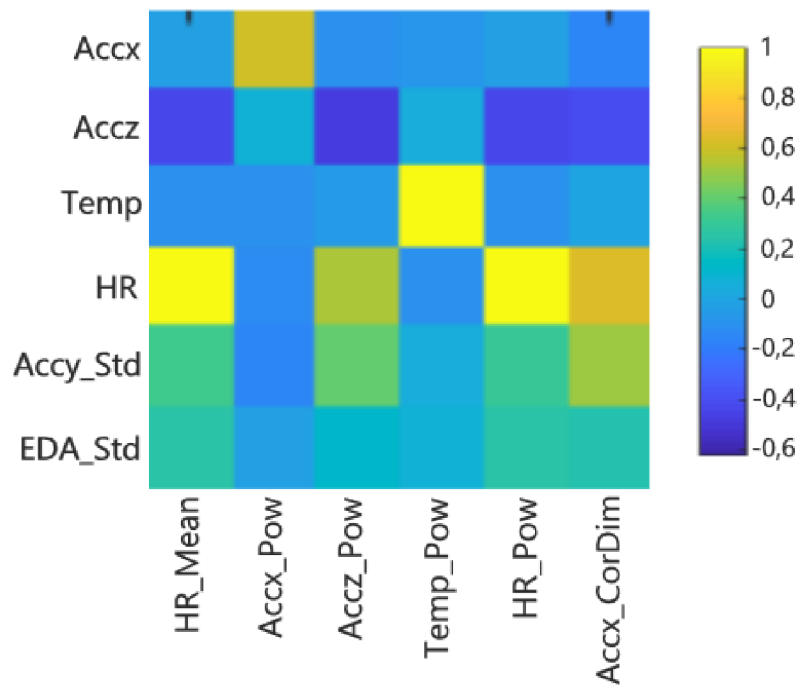 Accx
Accz
Temp
HR
Accy_Std
EDA_Std
HR_Mean
Accx_Pow
Accz_Pow
Temp_Pow
HR_Pow
Accx_CorDim
1
0,8
0,6
0,4
0,2
0
-0,2
-0,4
-0,6